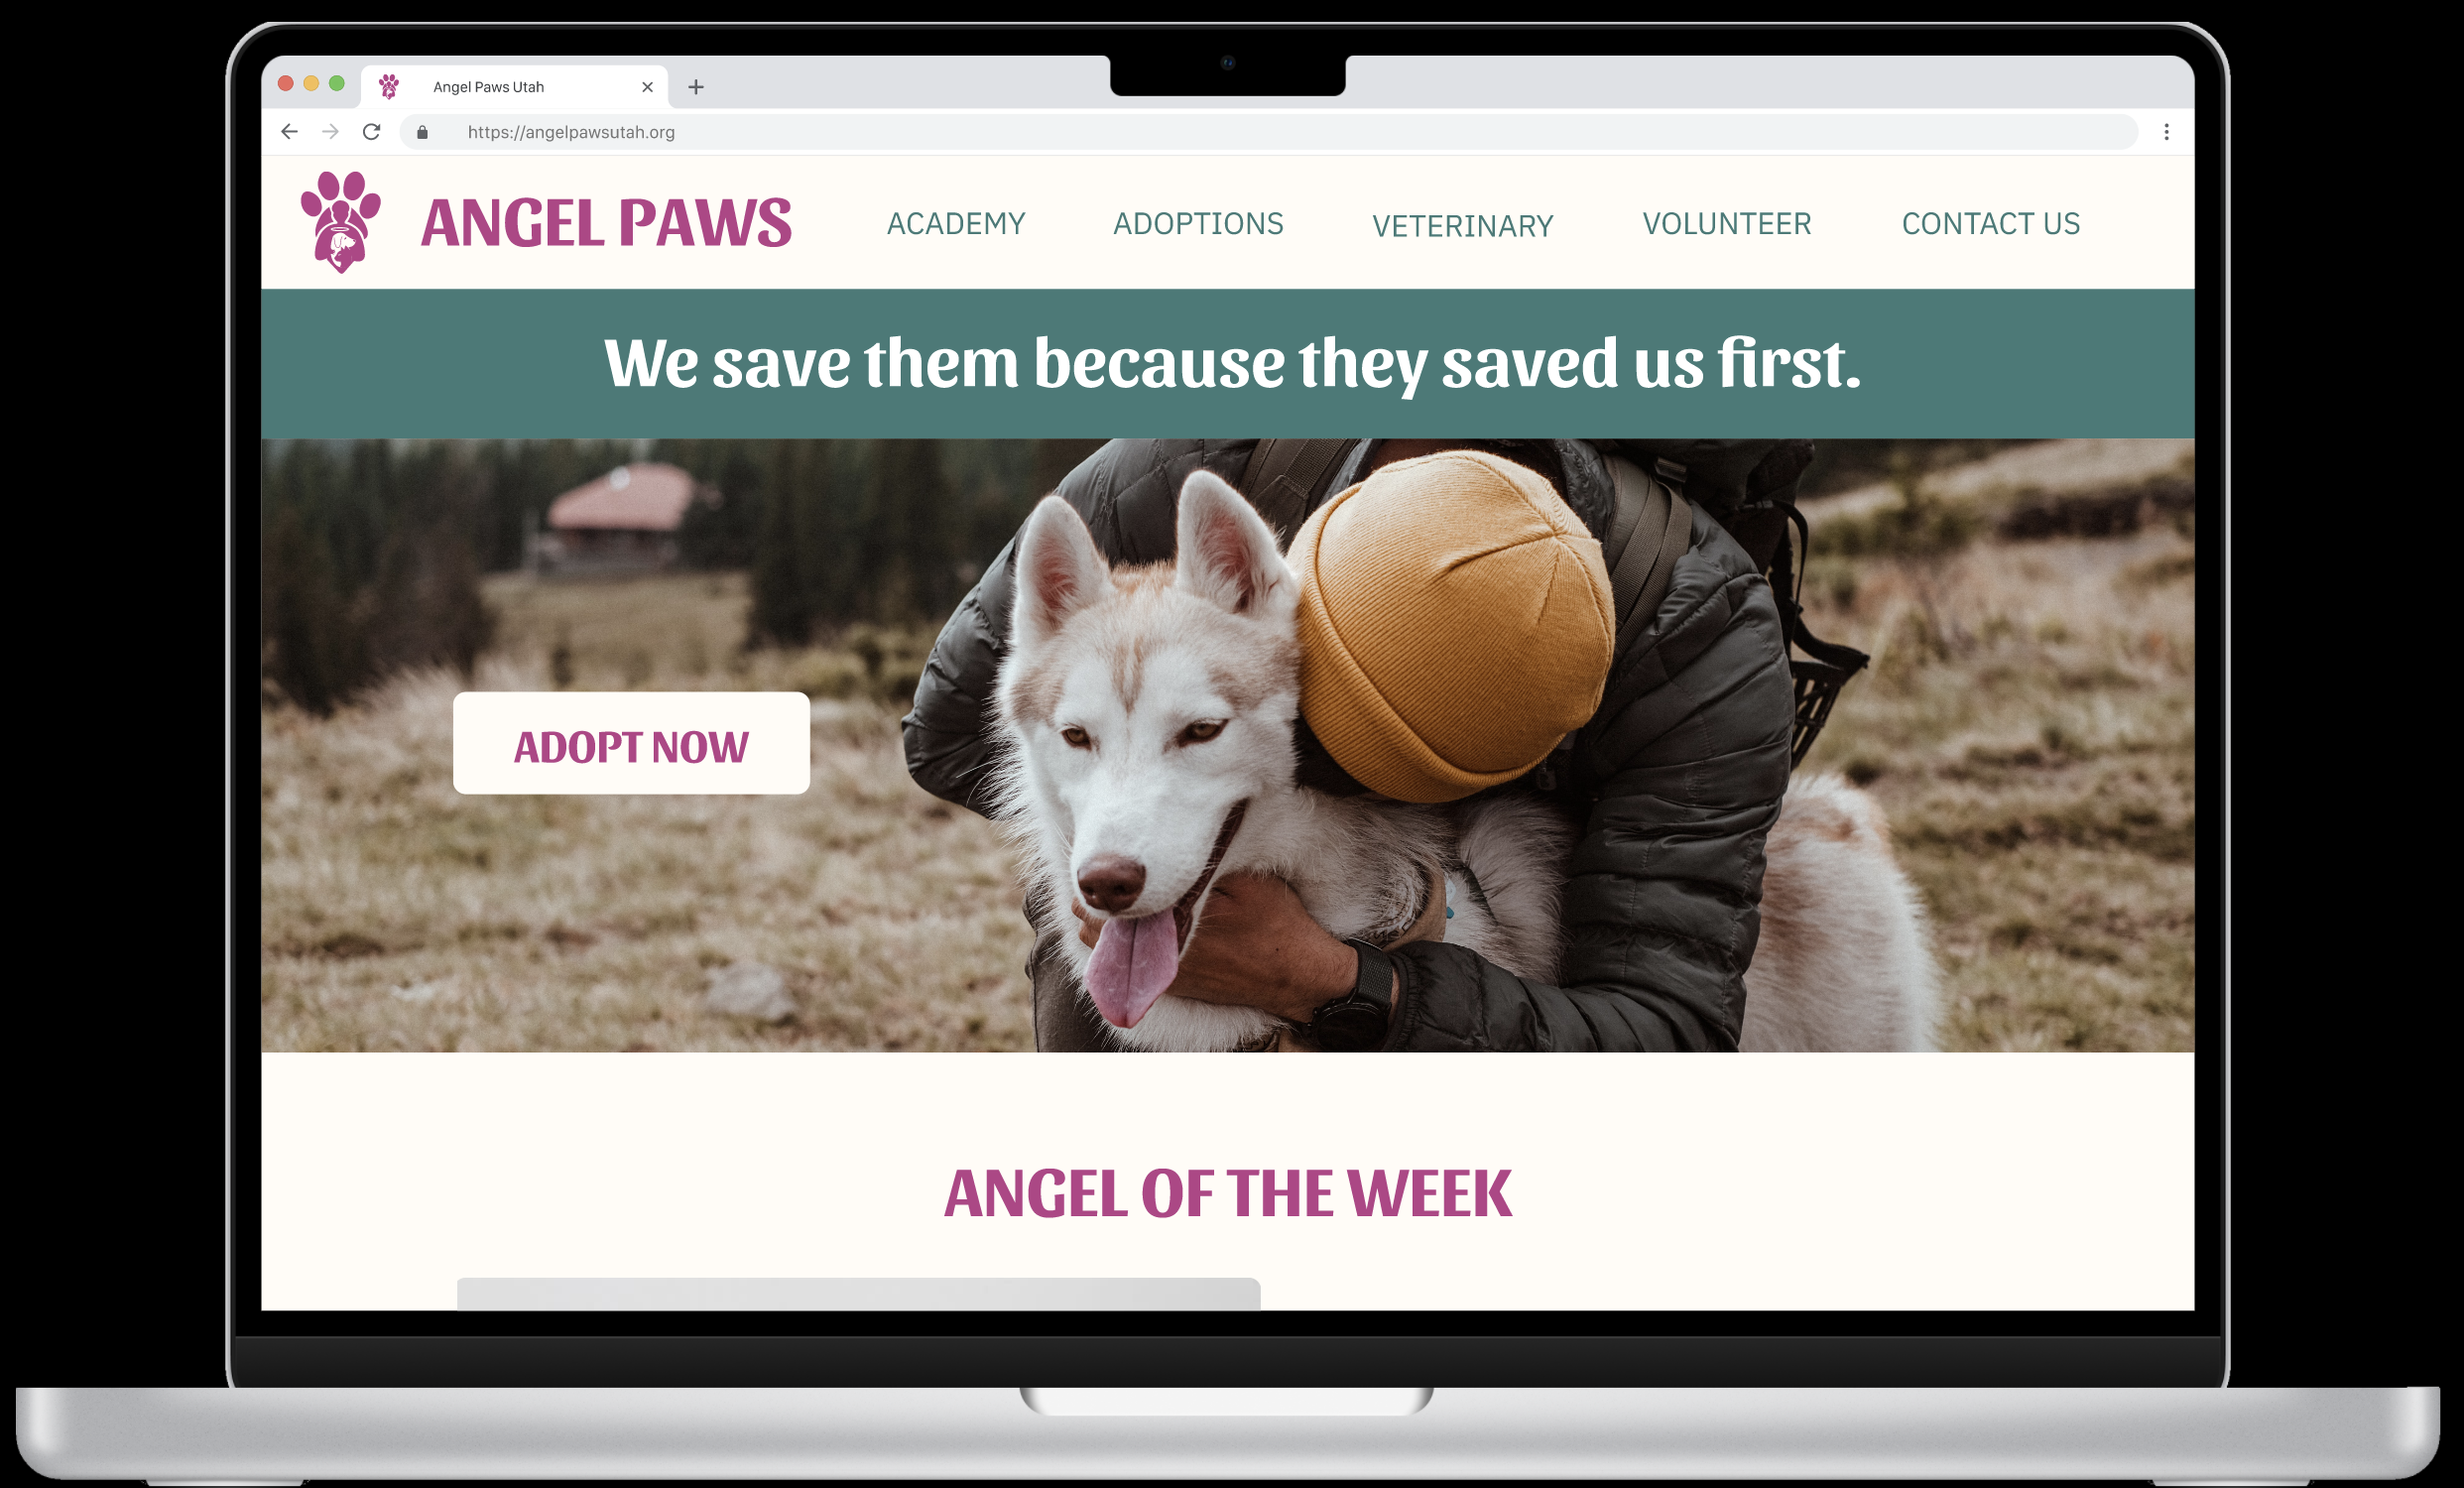 Angel Paws Utah
https://angelpawsutah.org
ANGEL PAWS
ACADEMY
ADOPTIONS
VETERINARY
VOLUNTEER
CONTACT US
We save them because they saved us first.
ADOPT NOW
ANGEL OF THE WEEK